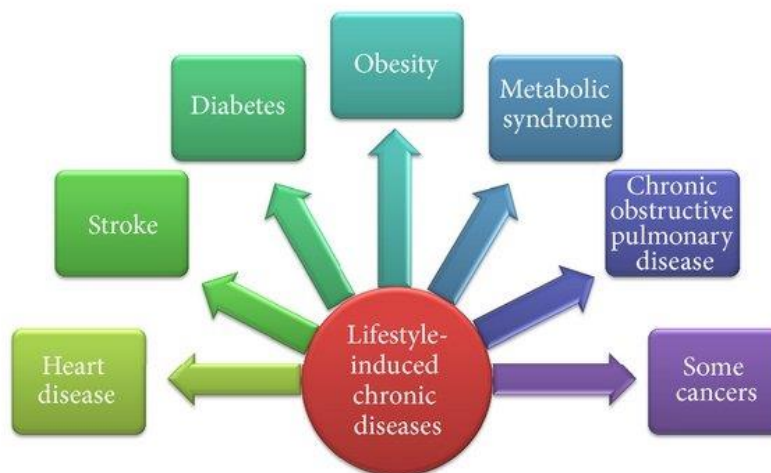 Obesity
Diabetes
Metabolic
syndrome
Stroke
Chronic
obstructive
pulmonary
disease
Heart
disease
Lifestyle-
induced
chronic
diseases
Some
cancers